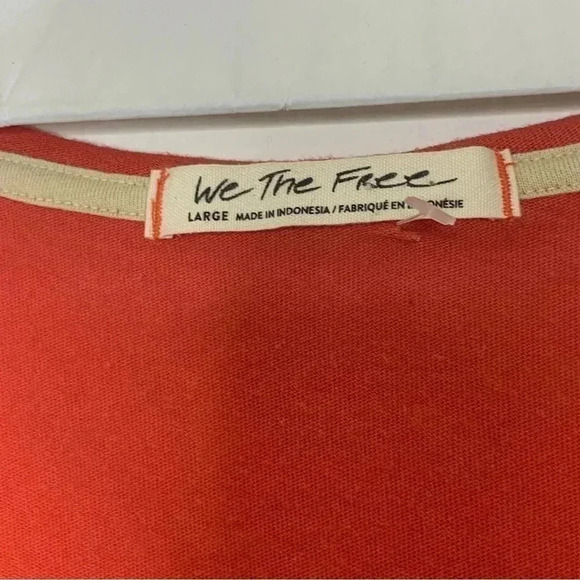 We The Free
LARGE MADE IN INDONESIA / FABRIQUÉ EN